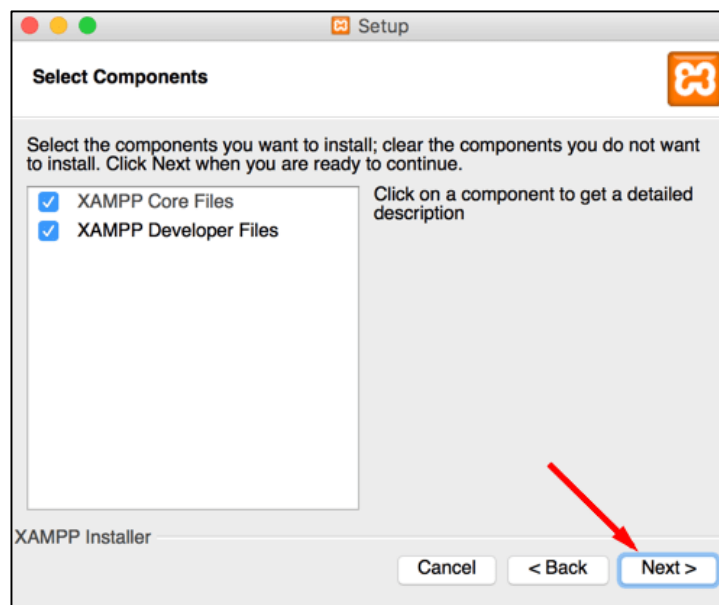 Setup
Select Components
Select the components you want to install; clear the components you do not want
to install. Click Next when you are ready to continue.
XAMPP Core Files
XAMPP Developer Files
Click on a component to get a detailed
description
XAMPP Installer
Cancel
< Back
Next >